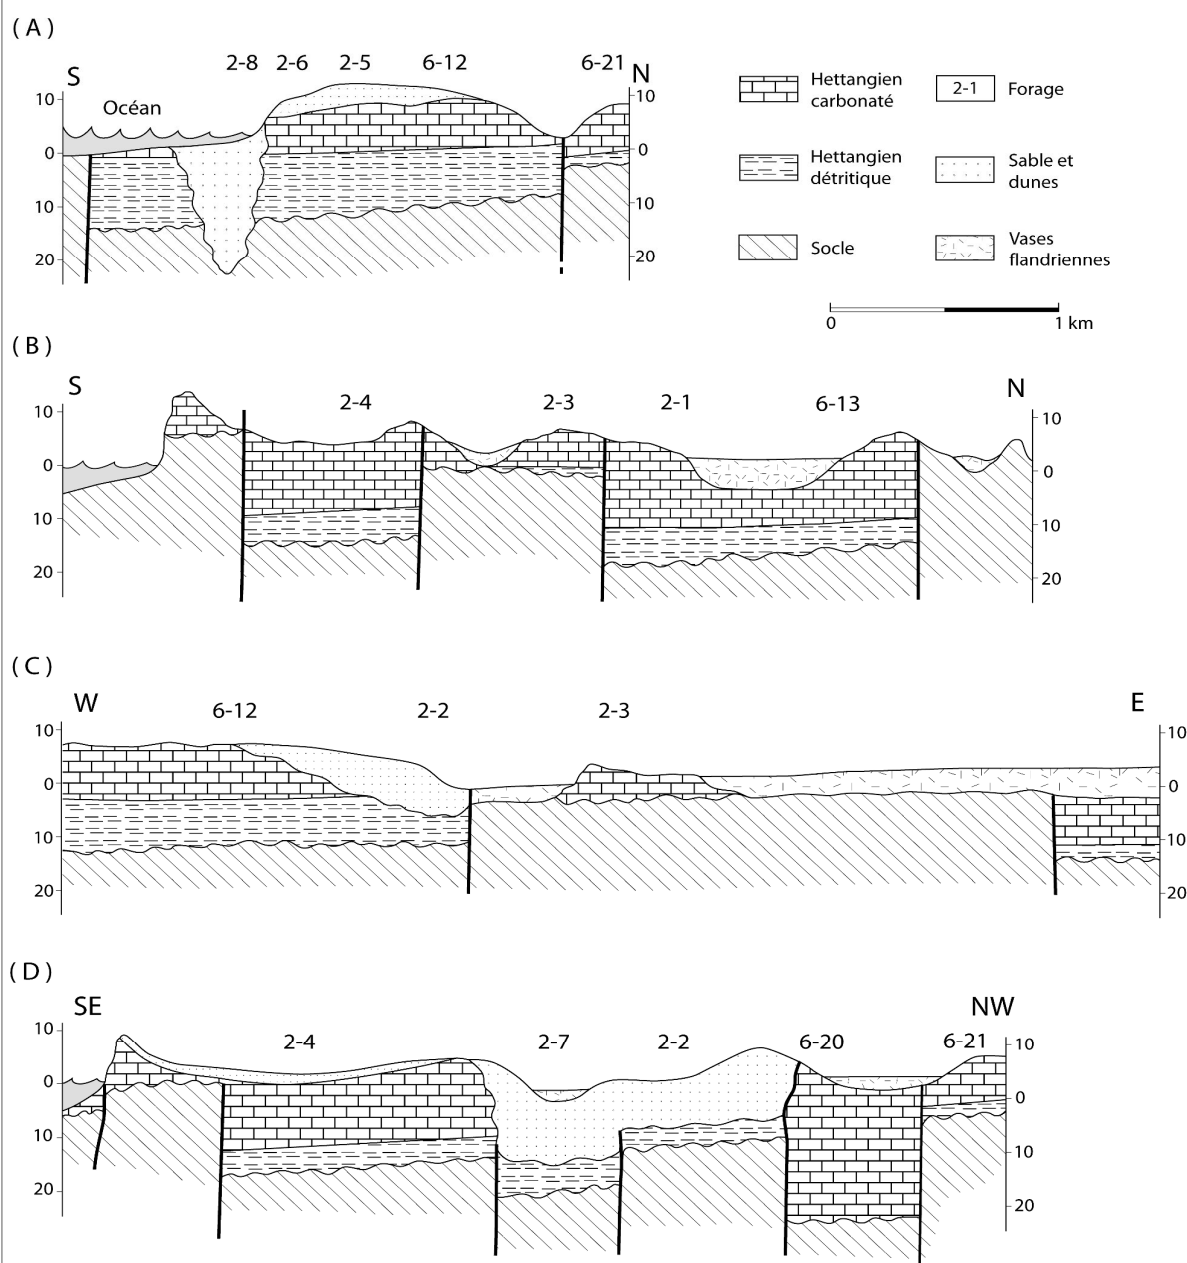 ( A )
S
2-8 2-6 2-5 6-12 6-21
N
Océan
10
0
10
20
10
0
10
20
Hettangien
carbonaté
2-1
Forage
Hettangien
détritique
Sable et
dunes
Socle
Vases
flandriennes
0
1 km
( B )
S
2-4 2-3 2-1 6-13
N
10
0
10
20
10
0
10
20
( C )
W
6-12 2-2 2-3
E
10
0
10
20
10
0
10
20
( D )
SE
2-4 2-7 2-2 6-20 6-21
NW
10
0
10
20
10
0
10
20